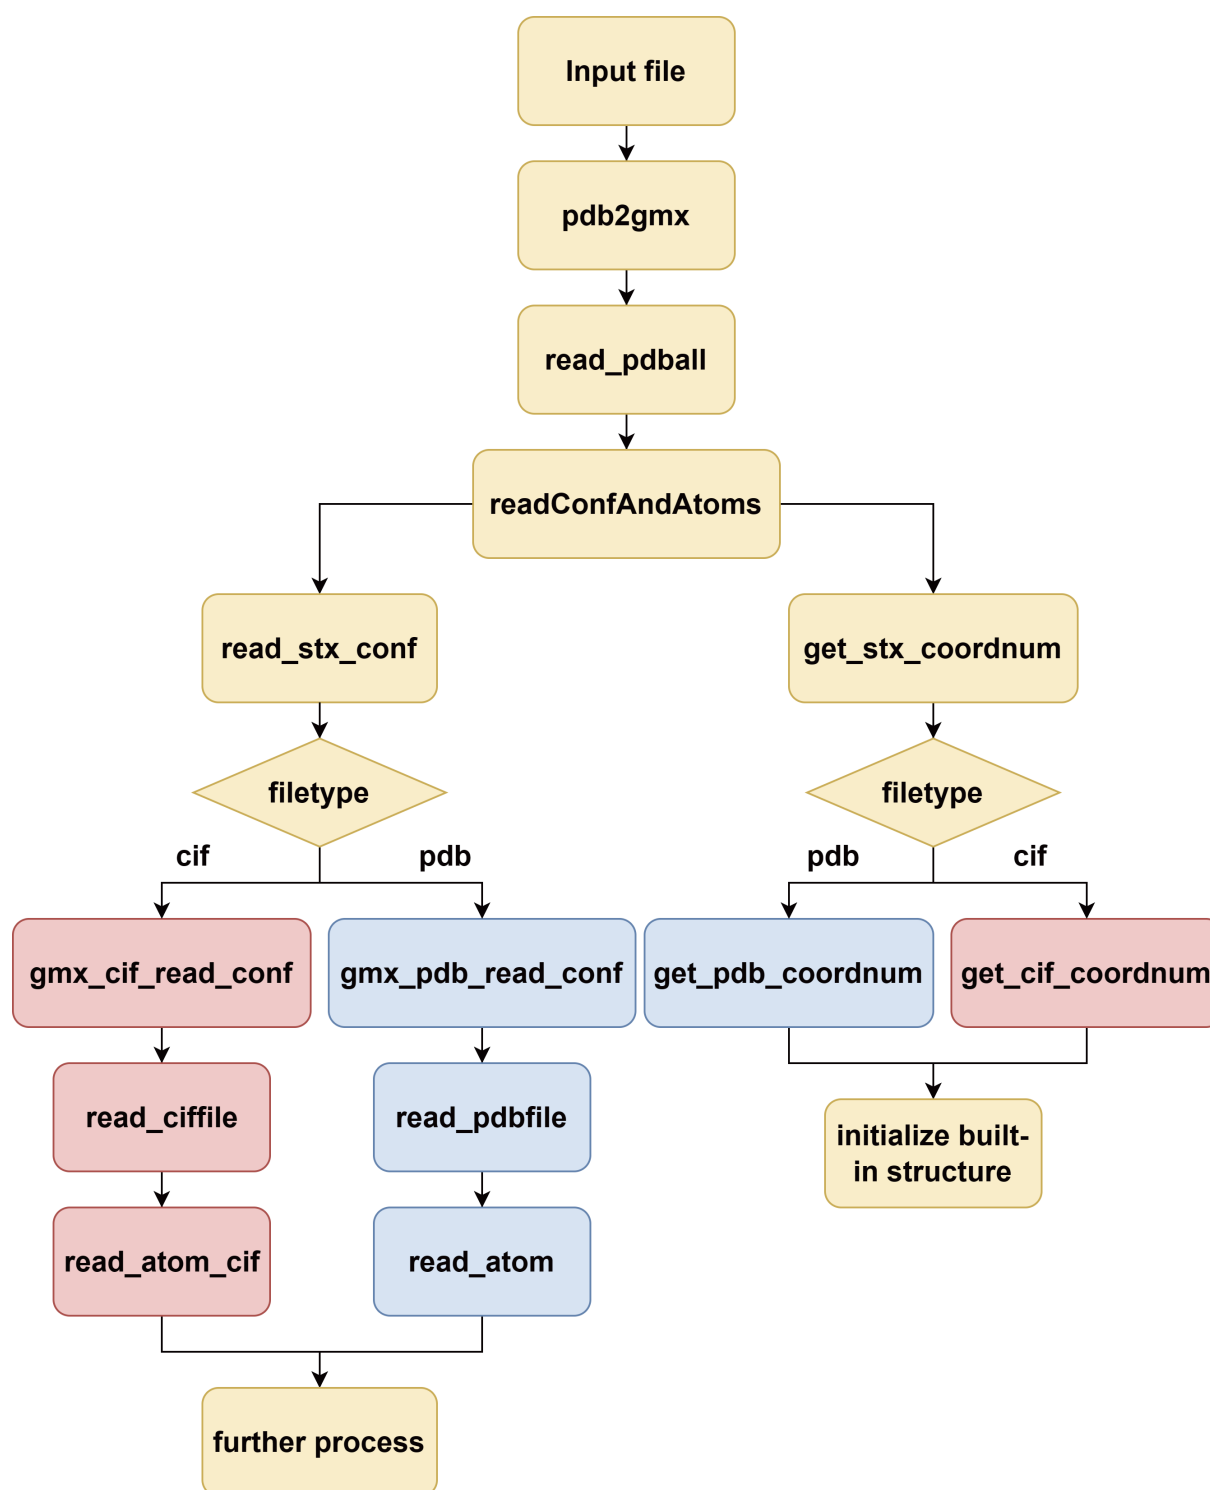 Input file
pdb2gmx
read_pdball
readConfAndAtoms
read_stx_conf
get_stx_coordnum
filetype
filetype
cif
pdb
pdb
cif
gmx_cif_read_conf
gmx_pdb_read_conf
get_pdb_coordnum
get_cif_coordnum
read_ciffile
read_pdbfile
initialize built-
in structure
read_atom_cif
read_atom
further process